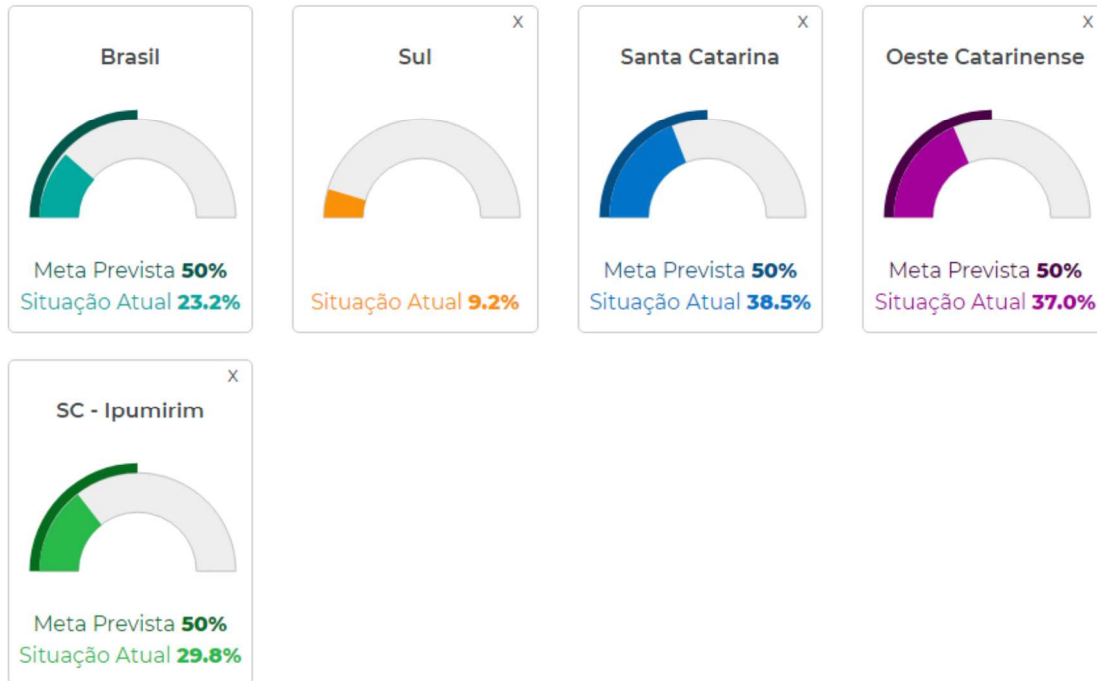 Brasil
Meta Prevista 50%
Situação Atual 23.2%
X
Sul
Situação Atual 9.2%
X
Santa Catarina
Meta Prevista 50%
Situação Atual 38.5%
X
Oeste Catarinense
Meta Prevista 50%
Situação Atual 37.0%
X
SC - Ipumirim
Meta Prevista 50%
Situação Atual 29.8%